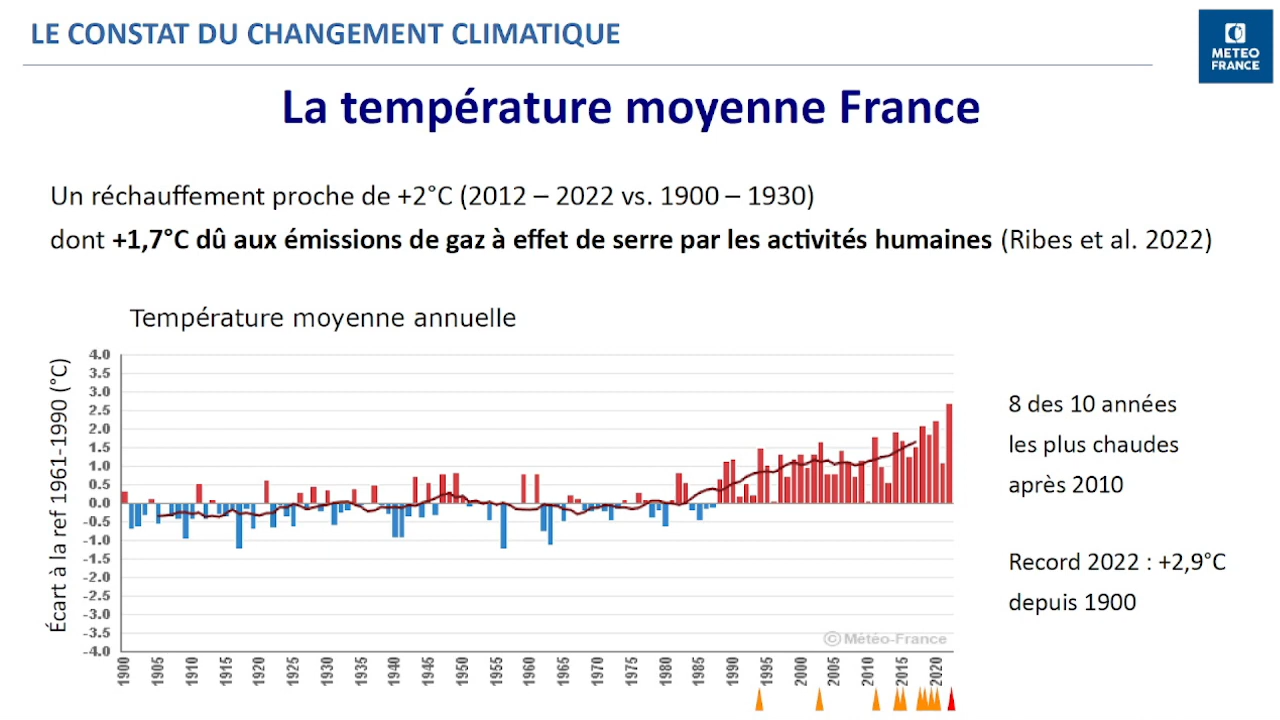 LE CONSTAT DU CHANGEMENT CLIMATIQUE
METEO
FRANCE
La température moyenne France
Un réchauffement proche de +2°C (2012 – 2022 vs. 1900 – 1930)
dont +1,7°C dû aux émissions de gaz à effet de serre par les activités humaines (Ribes et al. 2022)
Température moyenne annuelle
Écart à la ref 1961-1990 (°C)
4.0
3.5
3.0
2.5
2.0
1.5
1.0
0.5
0.0
-0.5
-1.0
-1.5
-2.0
-2.5
-3.0
-3.5
-4.0
©Météo-France
1900 1905 1910 1915 1920 1925 1930 1935 1940 1945 1950 1955 1960 1965 1970 1975 1980 1985 1990 1995 2000 2005 2010 2015 2020
8 des 10 années
les plus chaudes
après 2010
Record 2022 : +2,9°C
depuis 1900